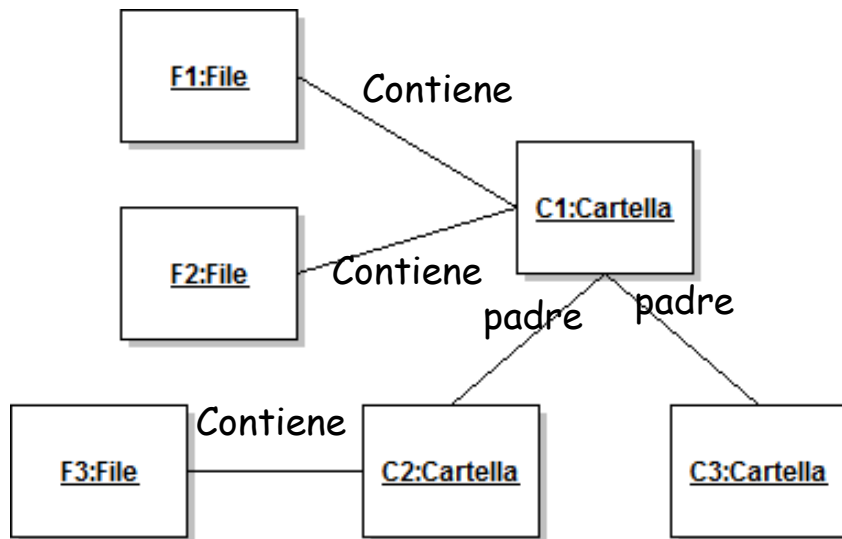 F1:File
Contiene
C1:Cartella
F2:File
Contiene
padre
padre
Contiene
F3:File
C2:Cartella
C3:Cartella